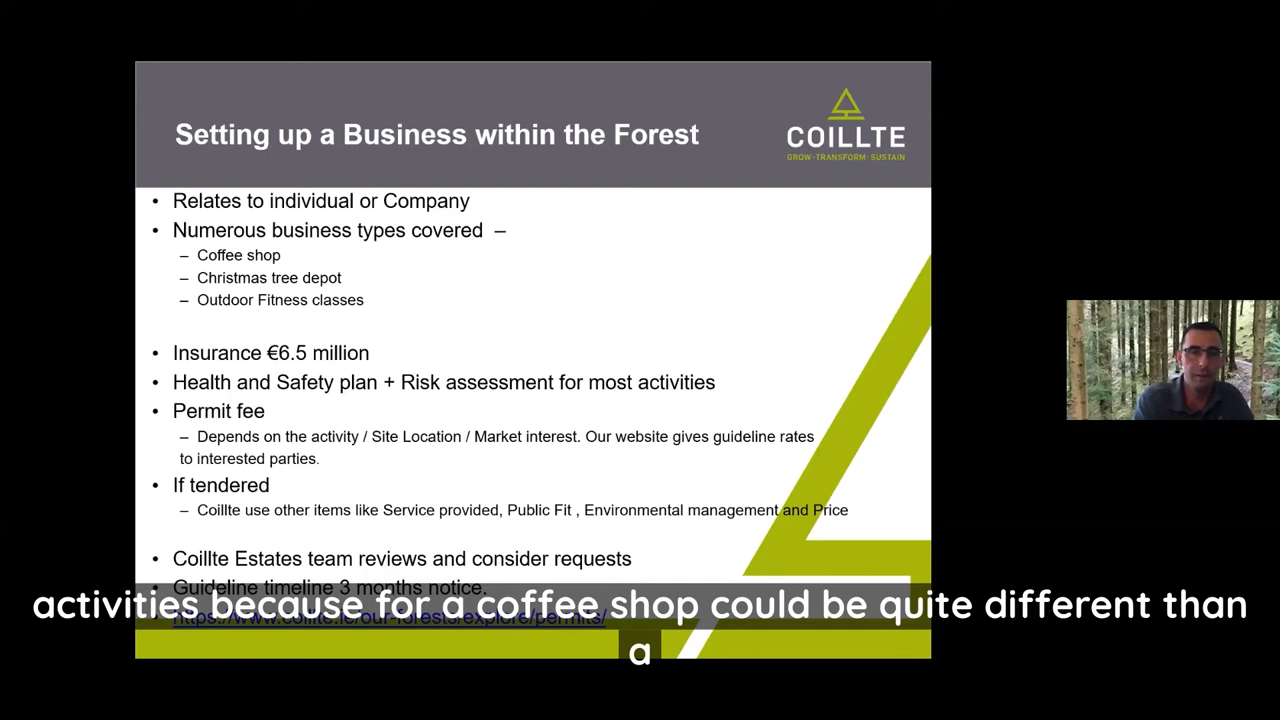 Setting up a Business within the Forest
COILLTE
GROW·TRANSFORM·SUSTAIN
• Relates to individual or Company
• Numerous business types covered –
– Coffee shop
– Christmas tree depot
– Outdoor Fitness classes
• Insurance €6.5 million
• Health and Safety plan + Risk assessment for most activities
• Permit fee
– Depends on the activity / Site Location / Market interest. Our website gives guideline rates
to interested parties.
• If tendered
– Coillte use other items like Service provided, Public Fit , Environmental management and Price
• Coillte Estates team reviews and consider requests
• Guideline timeline 3 months notice.
• https://www.coillte.ie/our-forests/explore/permits/
activities because for a coffee shop could be quite different than
a